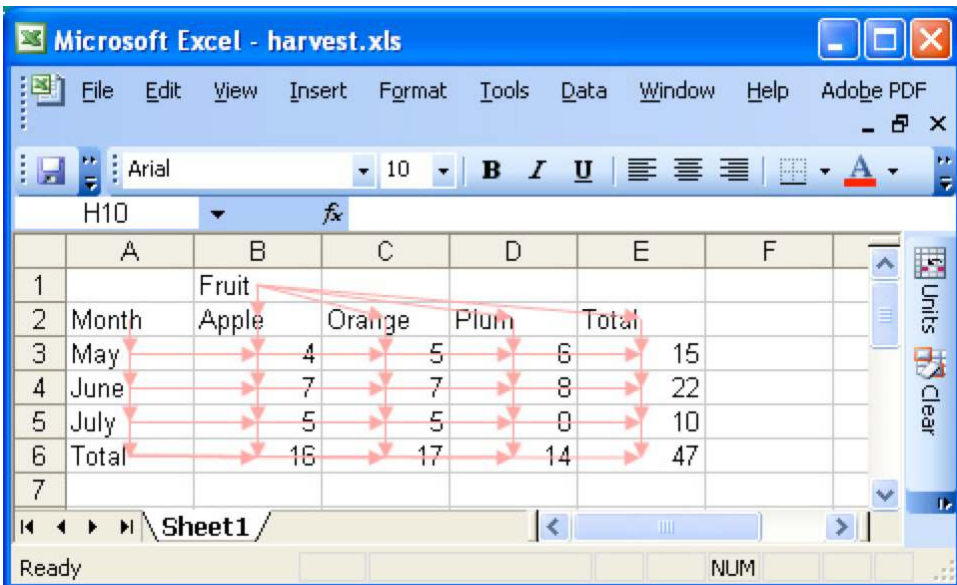 Microsoft Excel - harvest.xls
File Edit View Insert Format Tools Data Window Help Adobe PDF
Arial 10 B I U A
H10 fx
A B C D E F
1 Fruit
2 Month Apple Orange Plum Total
3 May 4 5 6 15
4 June 7 7 8 22
5 July 5 5 0 10
6 Total 16 17 14 47
7
Units
Clear
Sheet1
Ready NUM